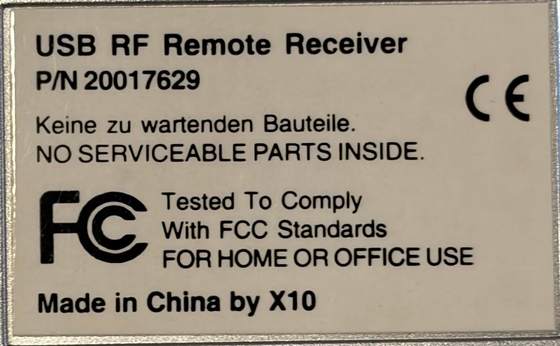 USB RF Remote Receiver
P/N 20017629
CE
Keine zu wartenden Bauteile.
NO SERVICEABLE PARTS INSIDE.
FC
Tested To Comply
With FCC Standards
FOR HOME OR OFFICE USE
Made in China by X10